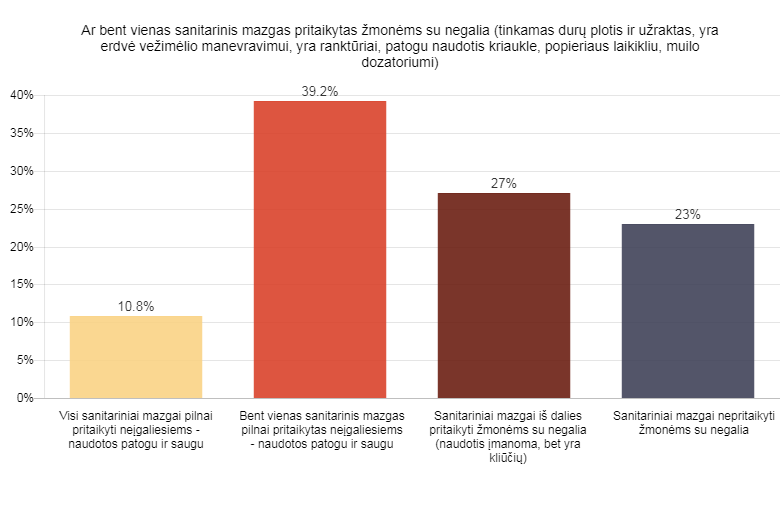 Ar bent vienas sanitarinis mazgas pritaikytas žmonėms su negalia (tinkamas durų plotis ir užraktas, yra
erdvė vežimėlio manevravimui, yra ranktūriai, patogu naudotis kriaukle, popieriaus laikikliu, muilo
dozatoriumi)
40%
35%
30%
25%
20%
15%
10%
5%
0%
10.8%
39.2%
27%
23%
Visi sanitariniai mazgai pilnai
pritaikyti neįgaliesiems -
naudotis patogu ir saugu
Bent vienas sanitarinis mazgas
pilnai pritaikytas neįgaliesiems
- naudotos patogu ir saugu
Sanitariniai mazgai iš dalies
pritaikyti žmonėms su negalia
(naudotis įmanoma, bet yra
kliūčių)
Sanitariniai mazgai nepritaikyti
žmonėms su negalia